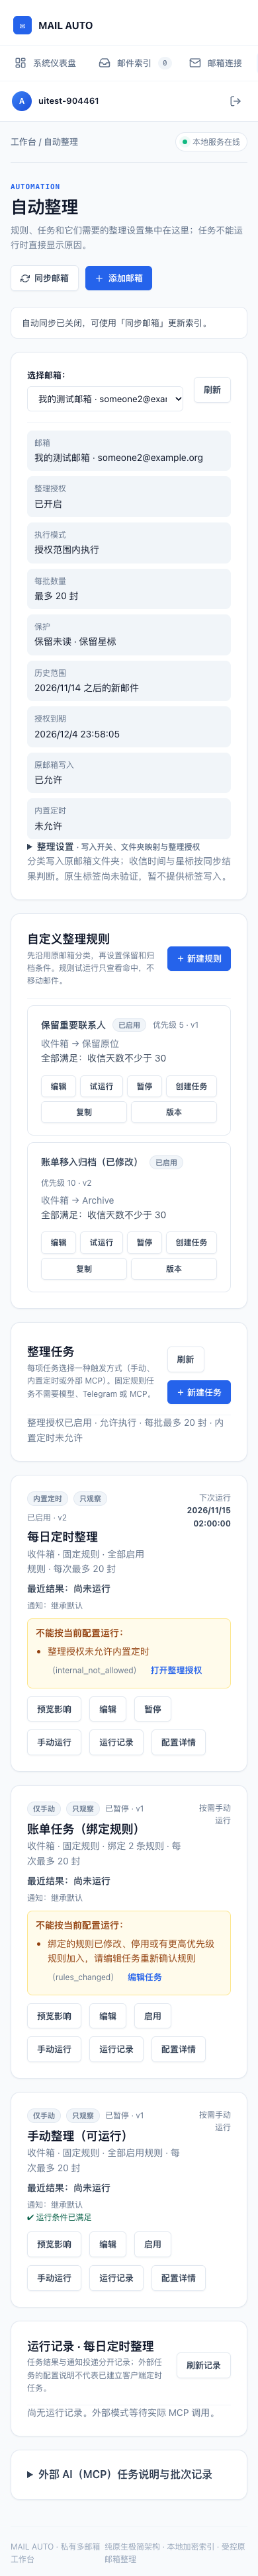 MAIL AUTO
系统仪表盘 邮件索引 0 邮箱连接
A uitest-904461
工作台 / 自动整理 本地服务在线
AUTOMATION
自动整理
规则、任务和它们需要的整理设置集中在这里；任务不能运
行时直接显示原因。
同步邮箱 + 添加邮箱
自动同步已关闭，可使用「同步邮箱」更新索引。
选择邮箱：
我的测试邮箱 · someone2@exam 刷新
邮箱
我的测试邮箱 · someone2@example.org
整理授权
已开启
执行模式
授权范围内执行
每批数量
最多 20 封
保护
保留未读 · 保留星标
历史范围
2026/11/14 之后的新邮件
授权到期
2026/12/4 23:58:05
原邮箱写入
已允许
内置定时
未允许
▶ 整理设置 · 写入开关、文件夹映射与整理授权
分类写入原邮箱文件夹；收信时间与星标按同步结
果判断。原生标签尚未验证，暂不提供标签写入。
自定义整理规则
先沿用原邮箱分类，再设置保留和归
档条件。规则试运行只查看命中，不
移动邮件。
+ 新建规则
保留重要联系人 已启用 优先级 5 · v1
收件箱 → 保留原位
全部满足：收信天数不少于 30
编辑 试运行 暂停 创建任务
复制 版本
账单移入归档（已修改） 已启用
优先级 10 · v2
收件箱 → Archive
全部满足：收信天数不少于 30
编辑 试运行 暂停 创建任务
复制 版本
整理任务
每项任务选择一种触发方式（手动、
内置定时或外部 MCP）。固定规则任
务不需要模型、Telegram 或 MCP。
刷新
+ 新建任务
整理授权已启用 · 允许执行 · 每批最多 20 封 · 内
置定时未允许
内置定时 只观察
已启用 · v2
下次运行
2026/11/15
02:00:00
每日定时整理
收件箱 · 固定规则 · 全部启用
规则 · 每次最多 20 封
最近结果：尚未运行
通知：继承默认
不能按当前配置运行：
• 整理授权未允许内置定时
（internal_not_allowed） 打开整理授权
预览影响 编辑 暂停
手动运行 运行记录 配置详情
仅手动 只观察 已暂停 · v1
按需手动
运行
账单任务（绑定规则）
收件箱 · 固定规则 · 绑定 2 条规则 · 每
次最多 20 封
最近结果：尚未运行
通知：继承默认
不能按当前配置运行：
• 绑定的规则已修改、停用或有更高优先级
规则加入，请编辑任务重新确认规则
（rules_changed） 编辑任务
预览影响 编辑 启用
手动运行 运行记录 配置详情
仅手动 只观察 已暂停 · v1
按需手动
运行
手动整理（可运行）
收件箱 · 固定规则 · 全部启用规则 · 每
次最多 20 封
最近结果：尚未运行
通知：继承默认
✔ 运行条件已满足
预览影响 编辑 启用
手动运行 运行记录 配置详情
运行记录 · 每日定时整理
任务结果与通知投递分开记录；外部任
务的配置说明不代表已建立客户端定时
任务。
刷新记录
尚无运行记录。外部模式等待实际 MCP 调用。
▶ 外部 AI（MCP）任务说明与批次记录
MAIL AUTO · 私有多邮箱
工作台
纯原生极简架构 · 本地加密索引 · 受控原
邮箱整理